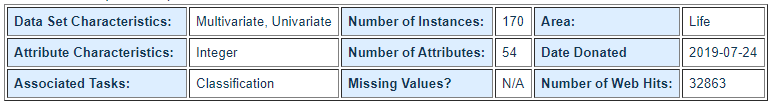 Data Set Characteristics: Multivariate, Univariate Number of Instances: 170 Area: Life
Attribute Characteristics: Integer Number of Attributes: 54 Date Donated 2019-07-24
Associated Tasks: Classification Missing Values? N/A Number of Web Hits: 32863